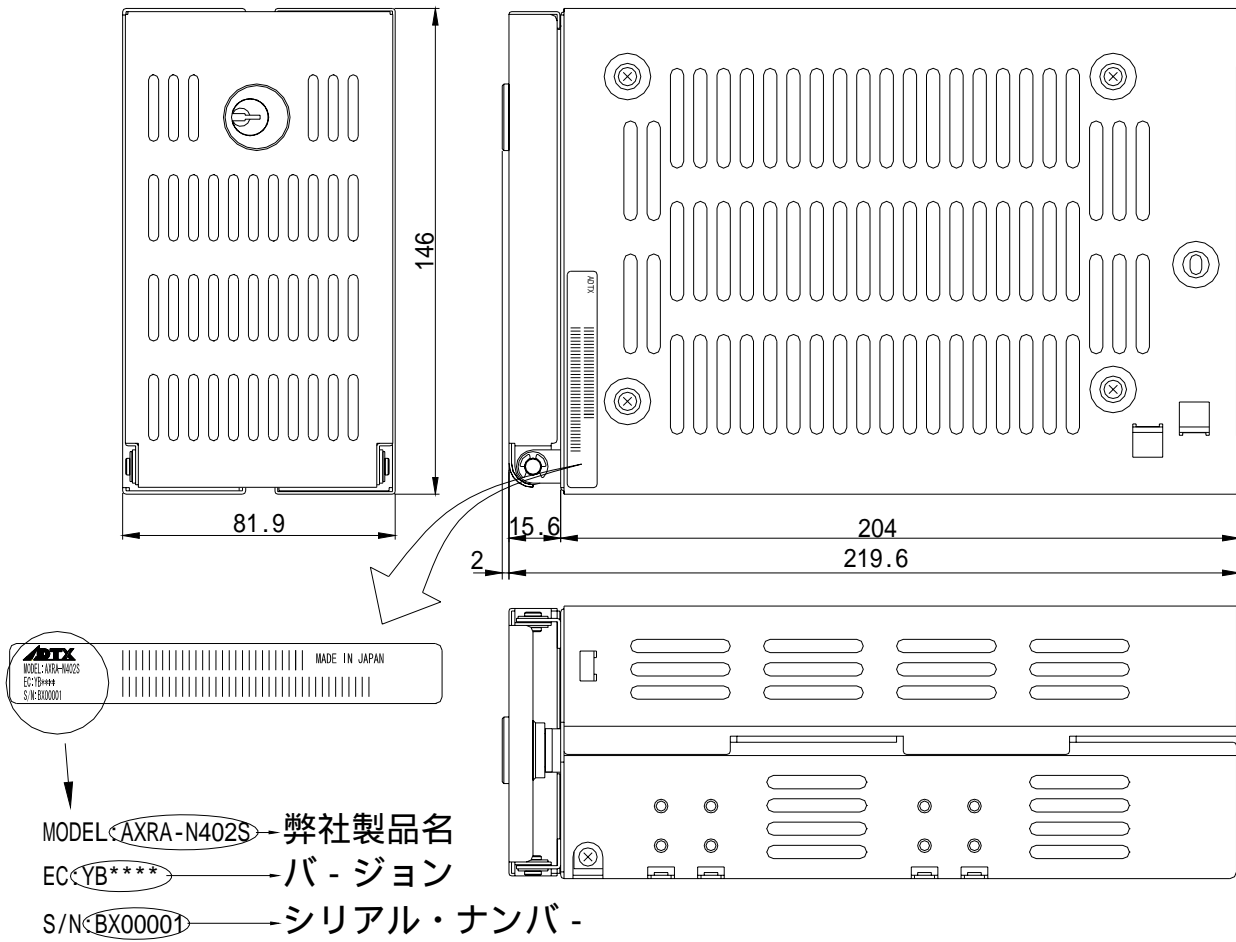 146
81.9
ADTX
15.6
204
2
219.6
ADTX
MODEL:AXRA-N402S
EC:YB****
S/N:BX00001
MADE IN JAPAN
MODEL:AXRA-N402S 弊社製品名
EC:YB**** バ-ジョン
S/N:BX00001 シリアル・ナンバ-